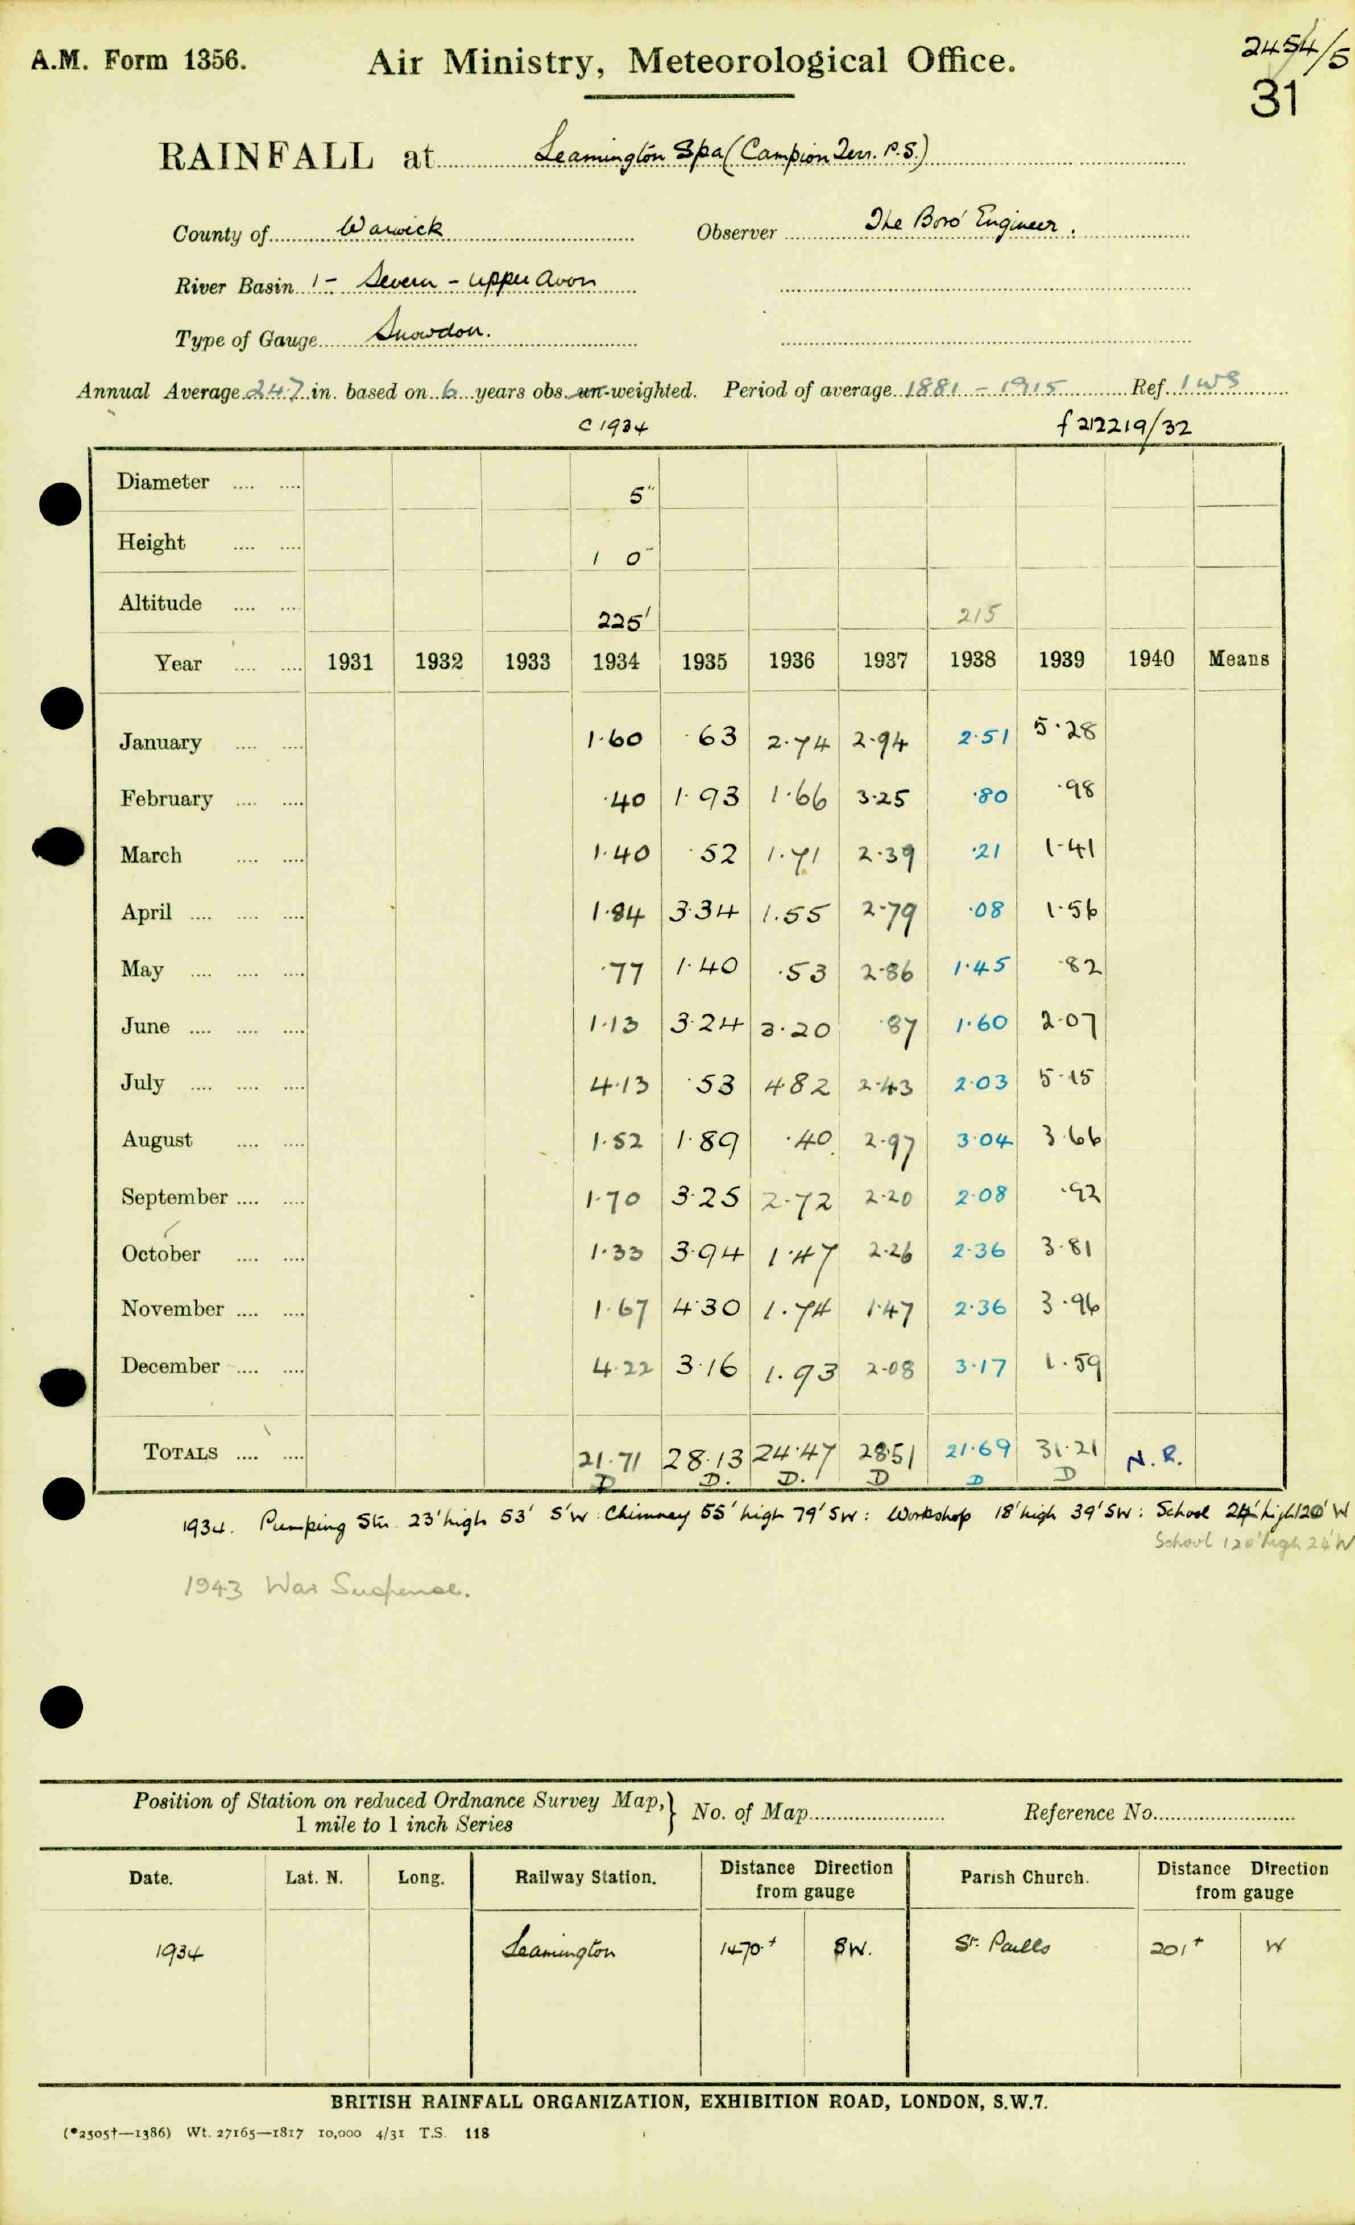 A.M. Form 1356. Air Ministry, Meteorological Office. 2454/5
31
RAINFALL at Leamington Spa (Campion Terr. P.S.)
County of Warwick Observer The Boro' Engineer.
River Basin 1 - Severn - Upper Avon
Type of Gauge Snowdon.
Annual Average 24.7 in. based on 6 years obs. un-weighted. Period of average 1881 - 1915 Ref. IWS
c 1934 f 212219/32
Diameter .... .... 5"
Height .... .... 1 0"
Altitude .... .... 225' 215
Year .... .... 1931 1932 1933 1934 1935 1936 1937 1938 1939 1940 Means
January .... .... 1.60 .63 2.74 2.94 2.51 5.28
February .... .... .40 1.93 1.66 3.25 .80 .98
March .... .... 1.40 .52 1.71 2.39 .21 1.41
April .... .... .... 1.84 3.34 1.55 2.79 .08 1.56
May .... .... .... .77 1.40 .53 2.86 1.45 .82
June .... .... .... 1.13 3.24 3.20 .87 1.60 2.07
July .... .... .... 4.13 .53 4.82 2.43 2.03 5.15
August .... .... 1.52 1.89 .40 2.97 3.04 3.66
September .... .... 1.70 3.25 2.72 2.20 2.08 .92
October .... .... 1.33 3.94 1.47 2.26 2.36 3.81
November .... .... 1.67 4.30 1.74 1.47 2.36 3.96
December .... .... 4.22 3.16 1.93 2.08 3.17 1.59
TOTALS .... .... 21.71 28.13 24.47 28.51 21.69 31.21 N.R.
D D. D. D D D
1934. Pumping Stn. 23' high 53' S'W : Chimney 55' high 79' SW : Workshop 18' high 39' SW : School 24' high 120' W
School 120' high 24' W
1943 War Suspense.
Position of Station on reduced Ordnance Survey Map, 1 mile to 1 inch Series } No. of Map Reference No.
Date. Lat. N. Long. Railway Station. Distance Direction from gauge Parish Church. Distance Direction from gauge
1934 Leamington 1470+ SW. St. Paul's 201+ W
BRITISH RAINFALL ORGANIZATION, EXHIBITION ROAD, LONDON, S.W.7.
(*2505†—1386) Wt. 27165—1817 10,000 4/31 T.S. 118